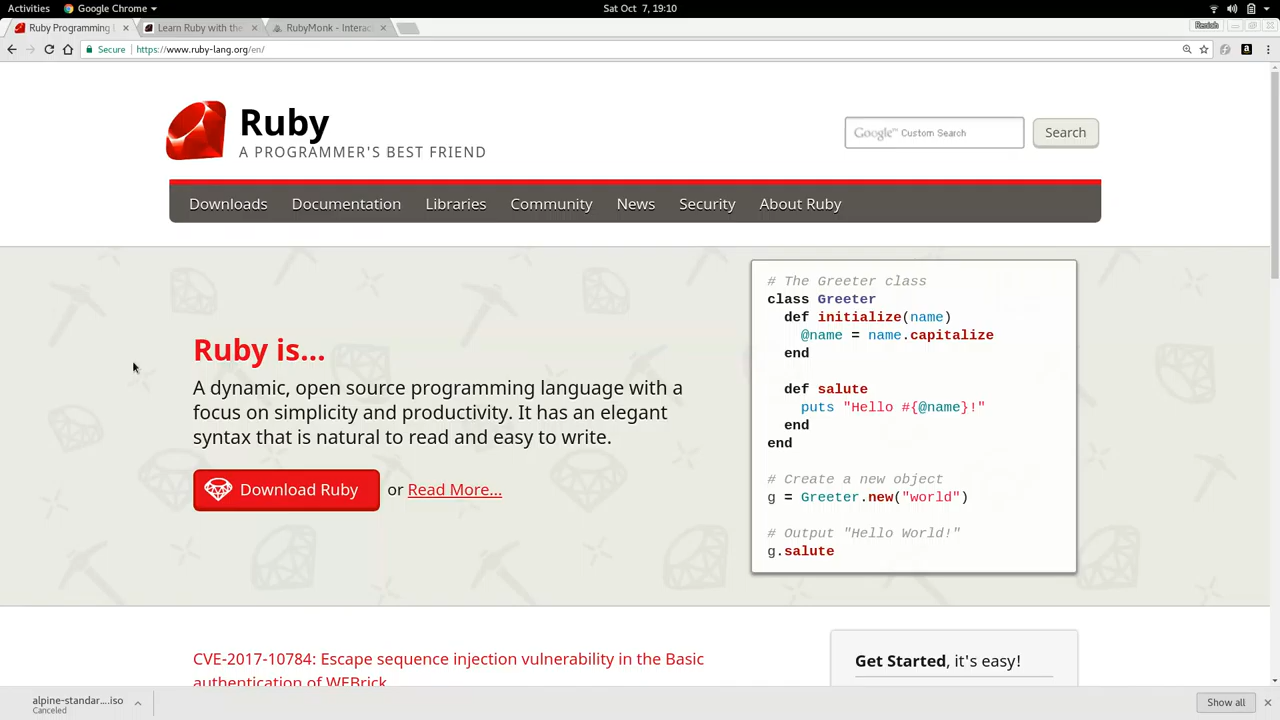 Activities Google Chrome Sat Oct 7, 19:10
Ruby Programming Learn Ruby with the RubyMonk - Interac Renish
Secure https://www.ruby-lang.org/en/
Ruby
A PROGRAMMER'S BEST FRIEND
Google™ Custom Search Search
Downloads Documentation Libraries Community News Security About Ruby
Ruby is...
A dynamic, open source programming language with a
focus on simplicity and productivity. It has an elegant
syntax that is natural to read and easy to write.
Download Ruby or Read More...
# The Greeter class
class Greeter
def initialize(name)
@name = name.capitalize
end
def salute
puts "Hello #{@name}!"
end
end
# Create a new object
g = Greeter.new("world")
# Output "Hello World!"
g.salute
CVE-2017-10784: Escape sequence injection vulnerability in the Basic
authentication of WEBrick
Get Started, it's easy!
alpine-standar....iso
Canceled
Show all